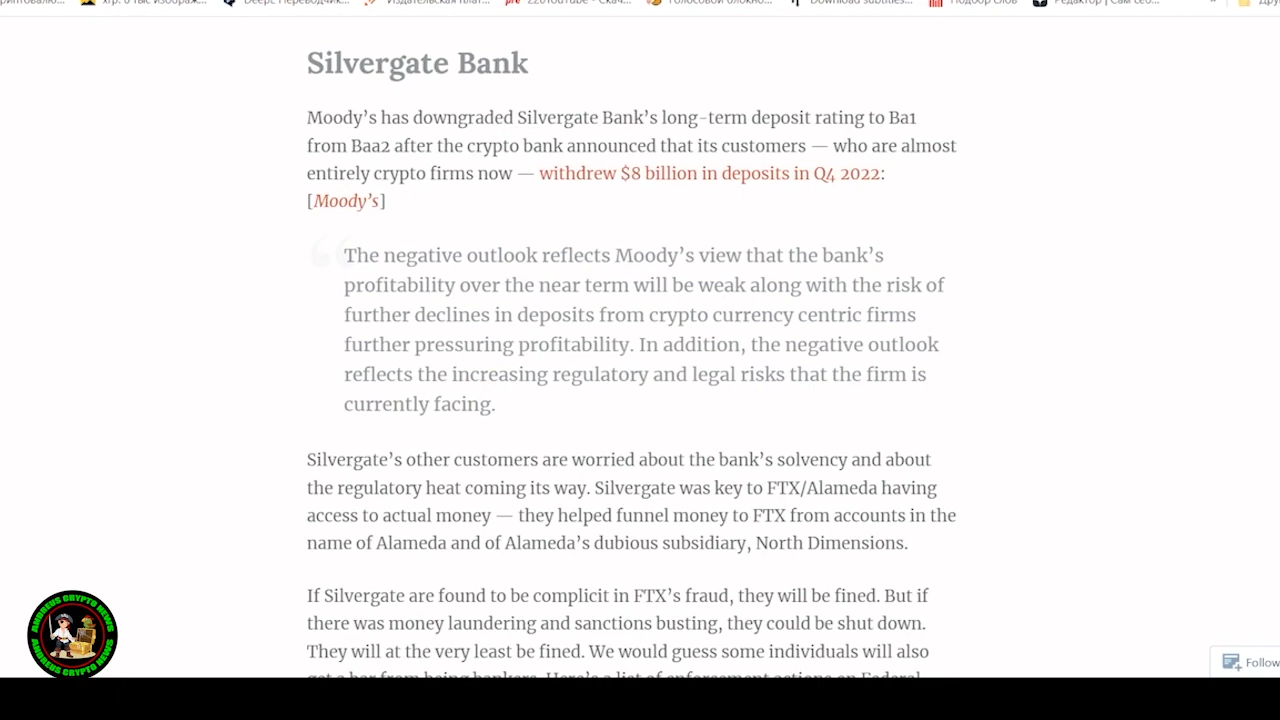 Silvergate Bank
Moody’s has downgraded Silvergate Bank’s long-term deposit rating to Ba1
from Baa2 after the crypto bank announced that its customers — who are almost
entirely crypto firms now — withdrew $8 billion in deposits in Q4 2022:
[Moody’s]
The negative outlook reflects Moody’s view that the bank’s
profitability over the near term will be weak along with the risk of
further declines in deposits from crypto currency centric firms
further pressuring profitability. In addition, the negative outlook
reflects the increasing regulatory and legal risks that the firm is
currently facing.
Silvergate’s other customers are worried about the bank’s solvency and about
the regulatory heat coming its way. Silvergate was key to FTX/Alameda having
access to actual money — they helped funnel money to FTX from accounts in the
name of Alameda and of Alameda’s dubious subsidiary, North Dimensions.
If Silvergate are found to be complicit in FTX’s fraud, they will be fined. But if
there was money laundering and sanctions busting, they could be shut down.
They will at the very least be fined. We would guess some individuals will also
ANDREUS CRYPTO NEWS
ANDREUS CRYPTO NEWS
Follow